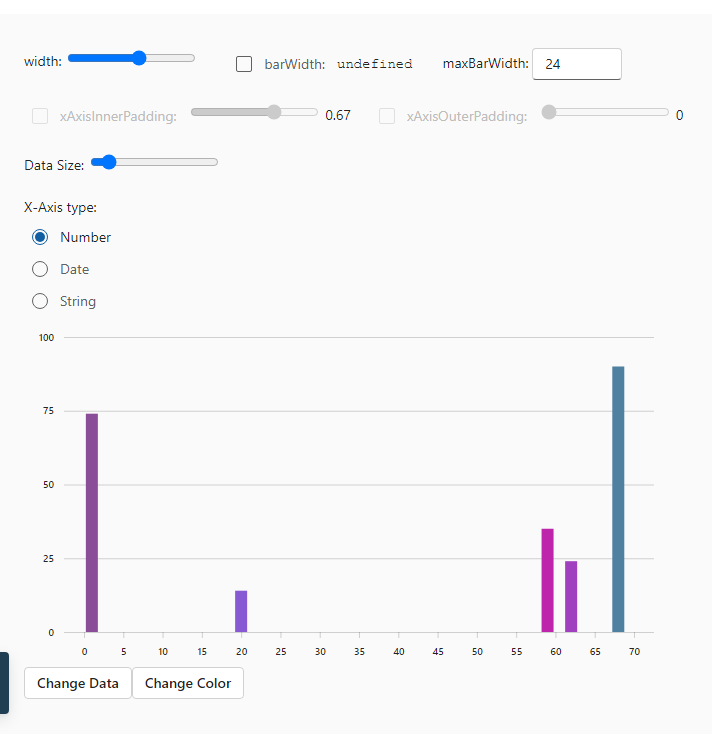 width: barWidth: undefined maxBarWidth: 24
xAxisInnerPadding: 0.67 xAxisOuterPadding: 0
Data Size:
X-Axis type:
Number
Date
String
100
75
50
25
0
0 5 10 15 20 25 30 35 40 45 50 55 60 65 70
Change Data Change Color